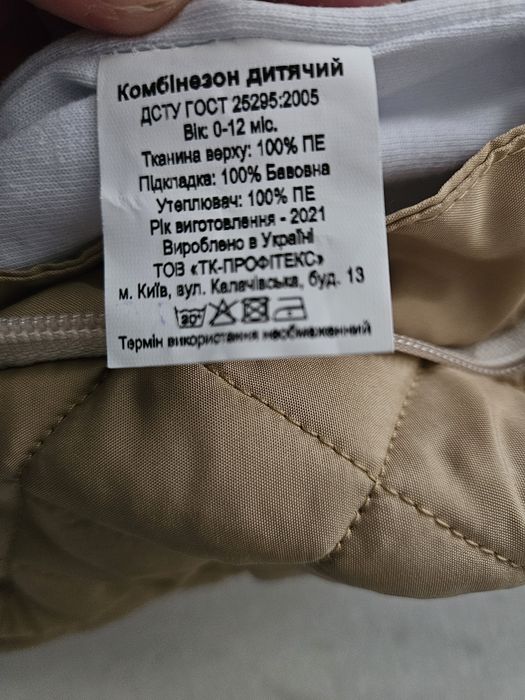 Комбінезон дитячий
ДСТУ ГОСТ 25295:2005
Вік: 0-12 міс.
Тканина верху: 100% ПЕ
Підкладка: 100% Бавовна
Утеплювач: 100% ПЕ
Рік виготовлення - 2021
Вироблено в Україні
ТОВ «ТК-ПРОФІТЕКС»
м. Київ, вул. Калачівська, буд. 13
30°
Термін використання необмежений